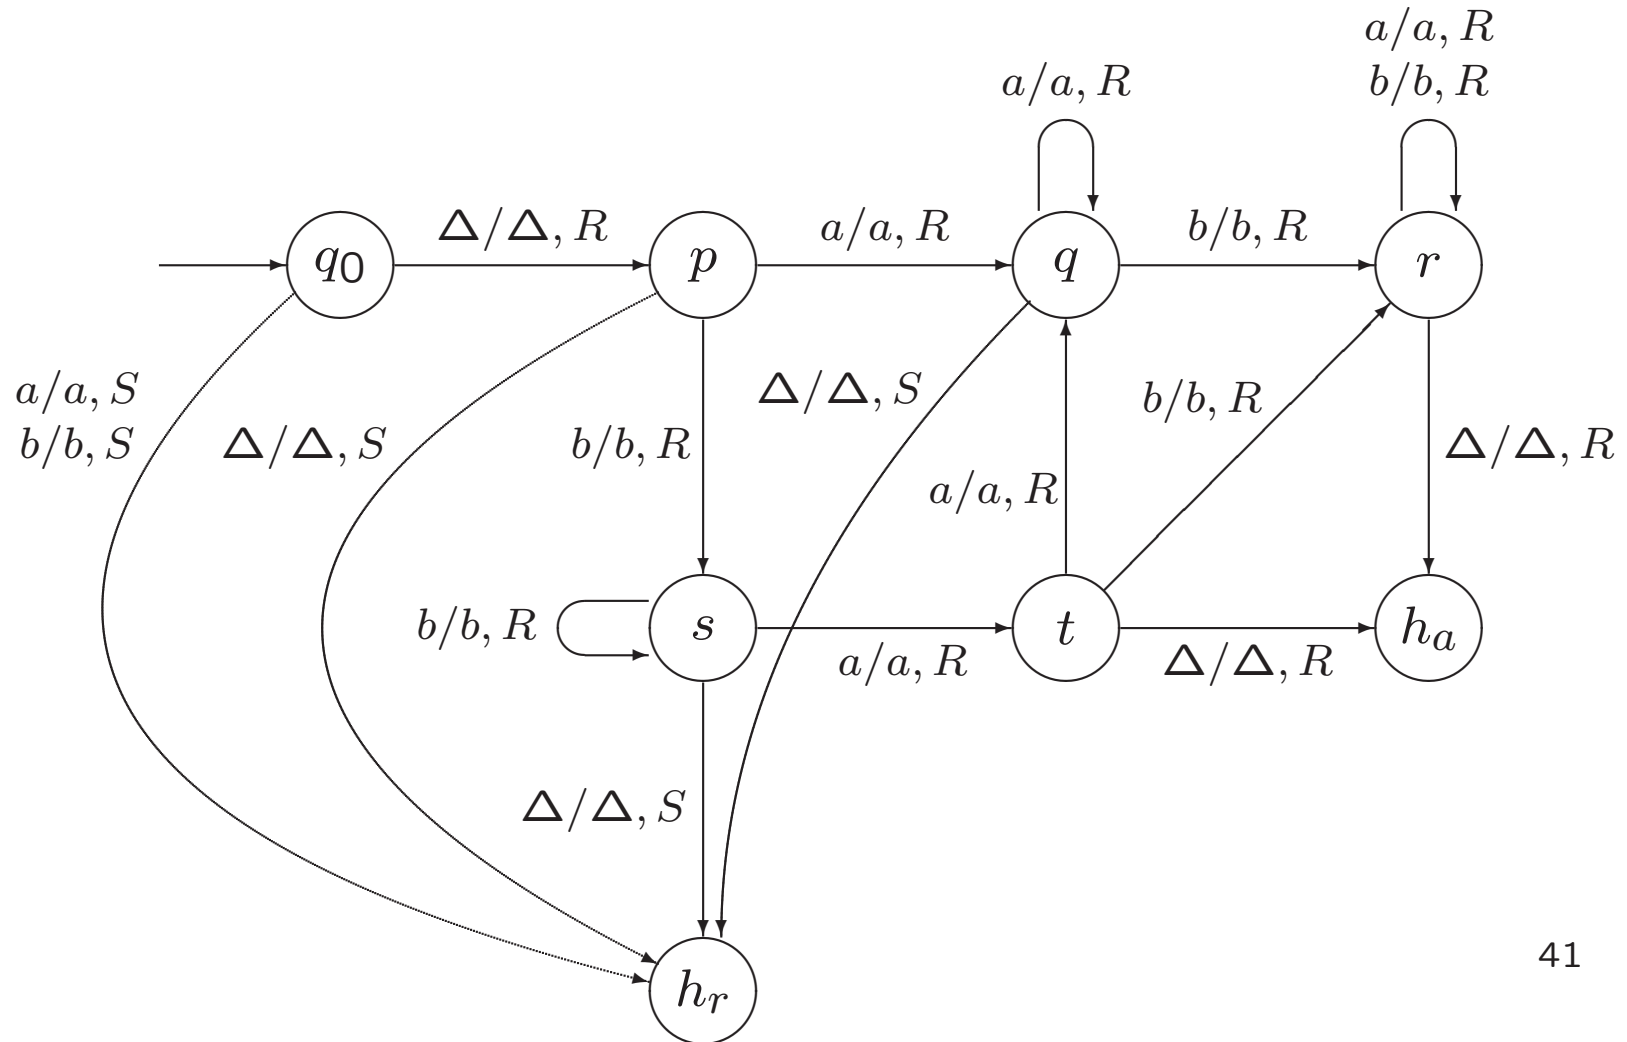 a/a, R
a/a, R
b/b, R
Δ/Δ, R
a/a, R
b/b, R
q0
p
q
r
a/a, S
b/b, S
Δ/Δ, S
b/b, R
Δ/Δ, S
b/b, R
a/a, R
Δ/Δ, R
b/b, R
s
t
ha
a/a, R
Δ/Δ, R
Δ/Δ, S
41
hr